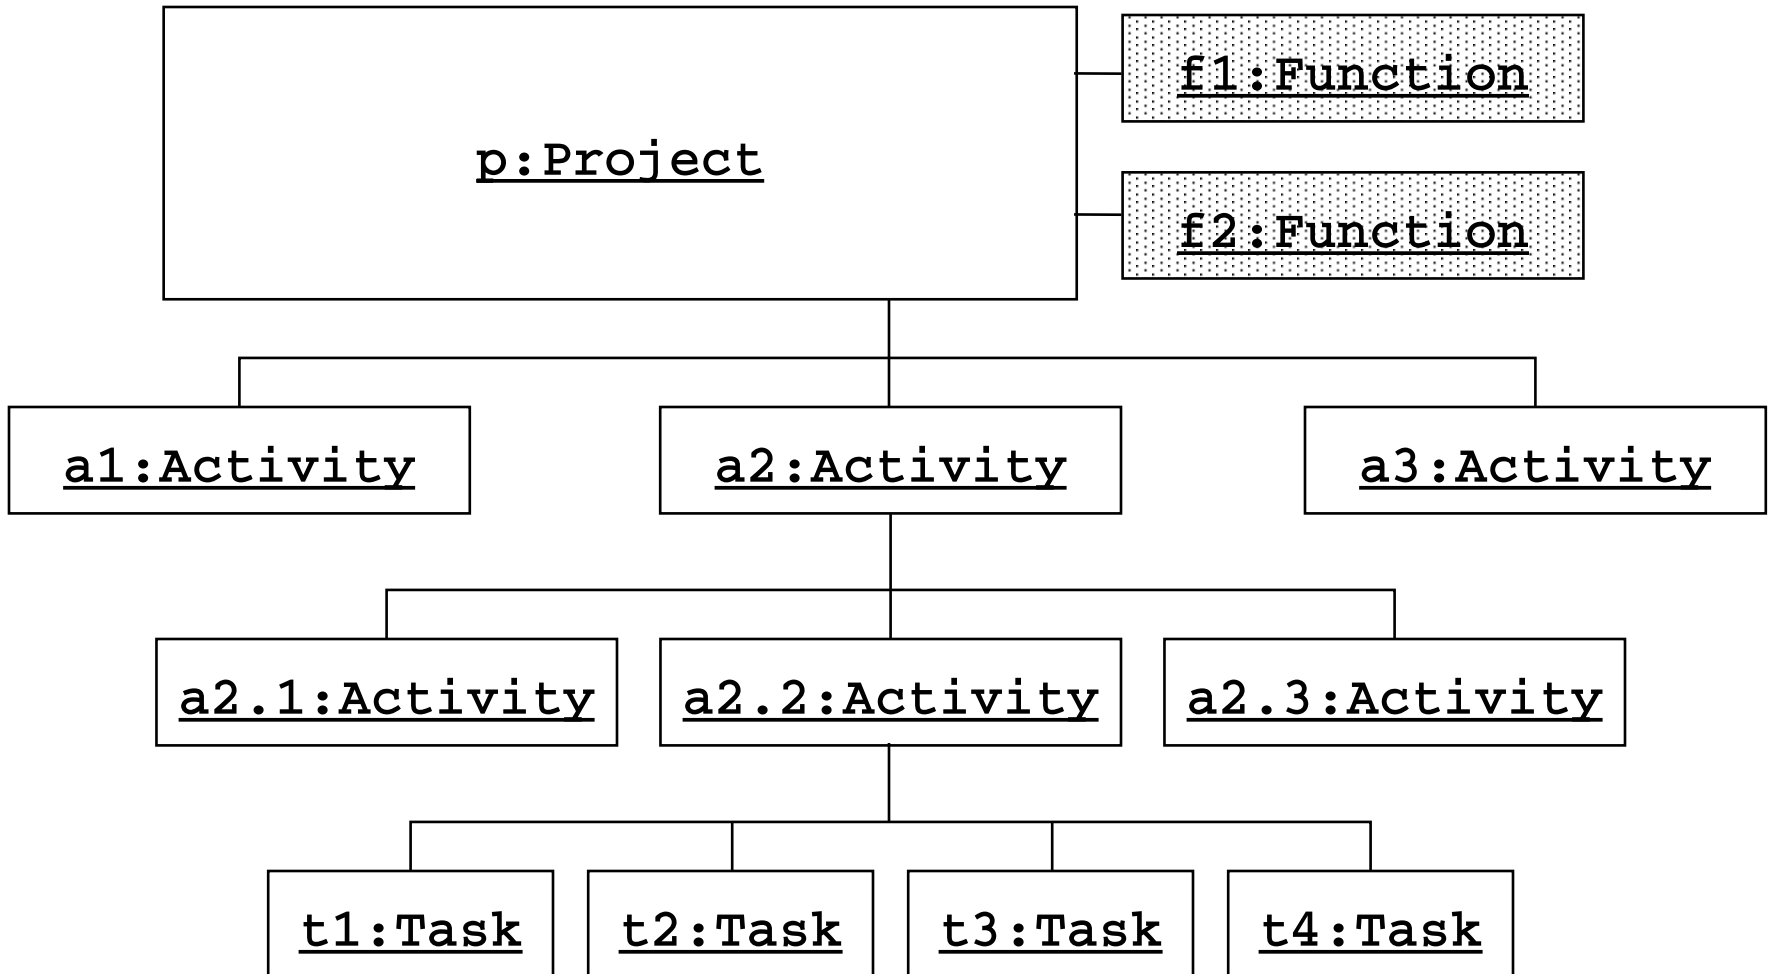 f1:Function
p:Project
f2:Function
a1:Activity
a2:Activity
a3:Activity
a2.1:Activity
a2.2:Activity
a2.3:Activity
t1:Task
t2:Task
t3:Task
t4:Task